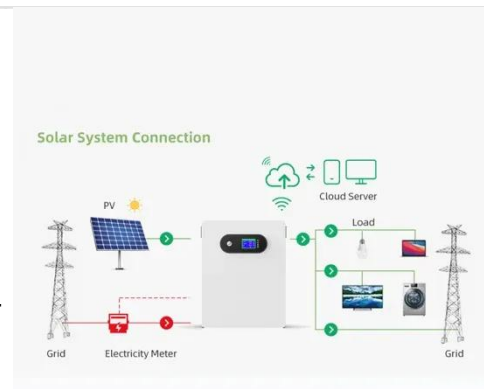 Solar System Connection
Cloud Server
PV
Load
Grid
Electricity Meter
Grid